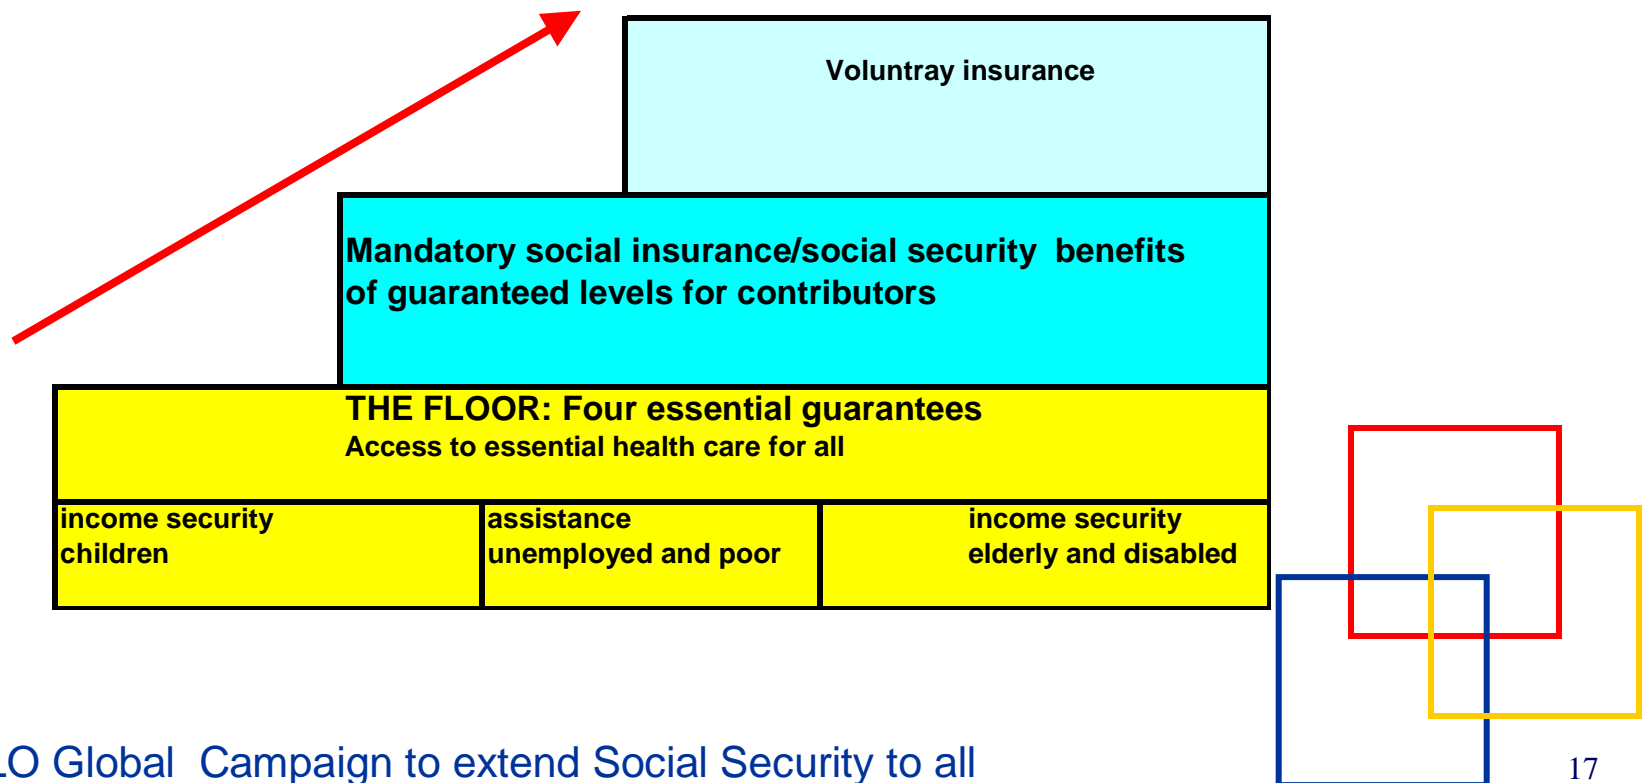 Voluntray insurance
Mandatory social insurance/social security  benefits
of guaranteed levels for contributors
THE FLOOR: Four essential guarantees
Access to essential health care for all
income security
children
assistance
unemployed and poor
income security
elderly and disabled
LO Global  Campaign to extend Social Security to all
17